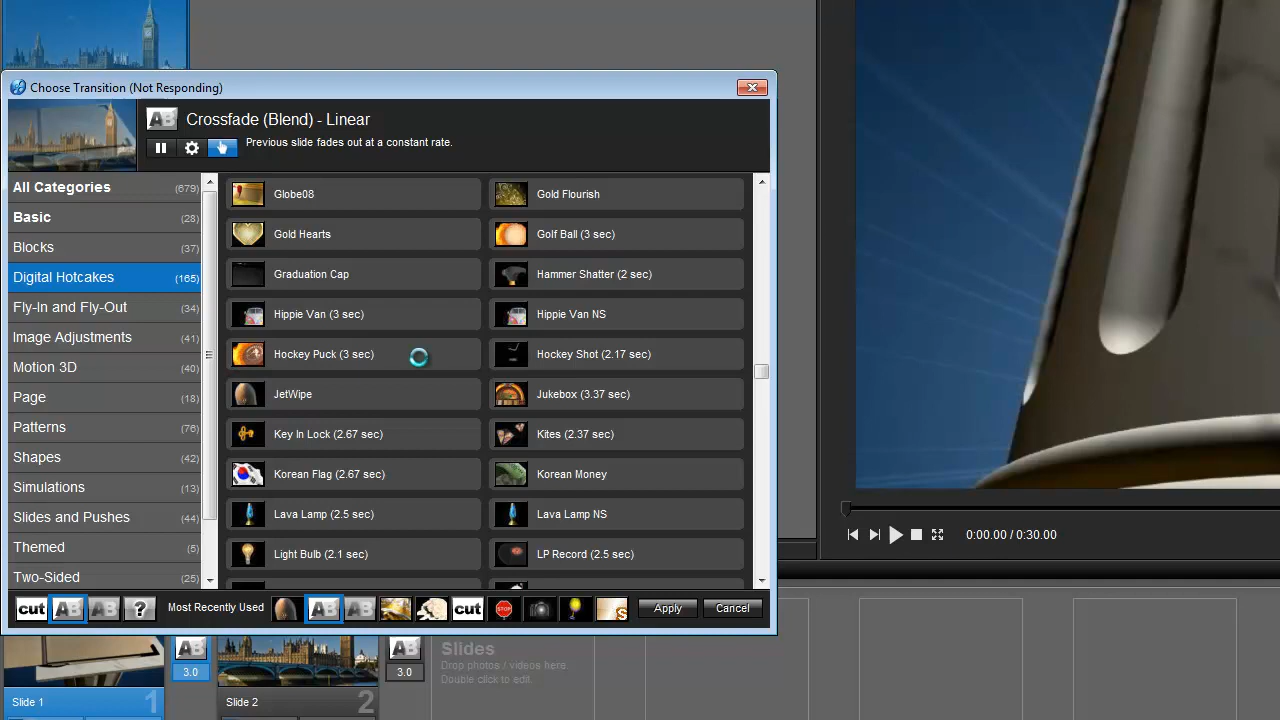 Choose Transition (Not Responding)
AB Crossfade (Blend) - Linear
Previous slide fades out at a constant rate.
All Categories (679)
Basic (28)
Blocks (37)
Digital Hotcakes (165)
Fly-In and Fly-Out (34)
Image Adjustments (41)
Motion 3D (40)
Page (18)
Patterns (76)
Shapes (42)
Simulations (13)
Slides and Pushes (44)
Themed (5)
Two-Sided (25)
Globe08 Gold Flourish
Gold Hearts Golf Ball (3 sec)
Graduation Cap Hammer Shatter (2 sec)
Hippie Van (3 sec) Hippie Van NS
Hockey Puck (3 sec) Hockey Shot (2.17 sec)
JetWipe Jukebox (3.37 sec)
Key In Lock (2.67 sec) Kites (2.37 sec)
Korean Flag (2.67 sec) Korean Money
Lava Lamp (2.5 sec) Lava Lamp NS
Light Bulb (2.1 sec) LP Record (2.5 sec)
cut AB AB ? Most Recently Used AB AB cut STOP S Apply Cancel
0:00.00 / 0:30.00
AB AB Slides
Drop photos / videos here.
Double click to edit.
3.0 3.0
Slide 1 1 Slide 2 2